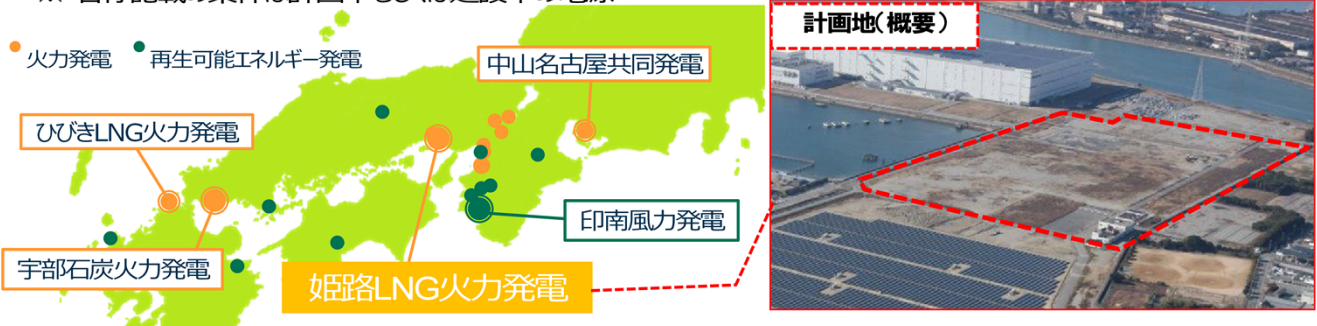 計画地(概要)
● 火力発電 ● 再生可能エネルギー発電
中山名古屋共同発電
ひびきLNG火力発電
印南風力発電
宇部石炭火力発電
姫路LNG火力発電